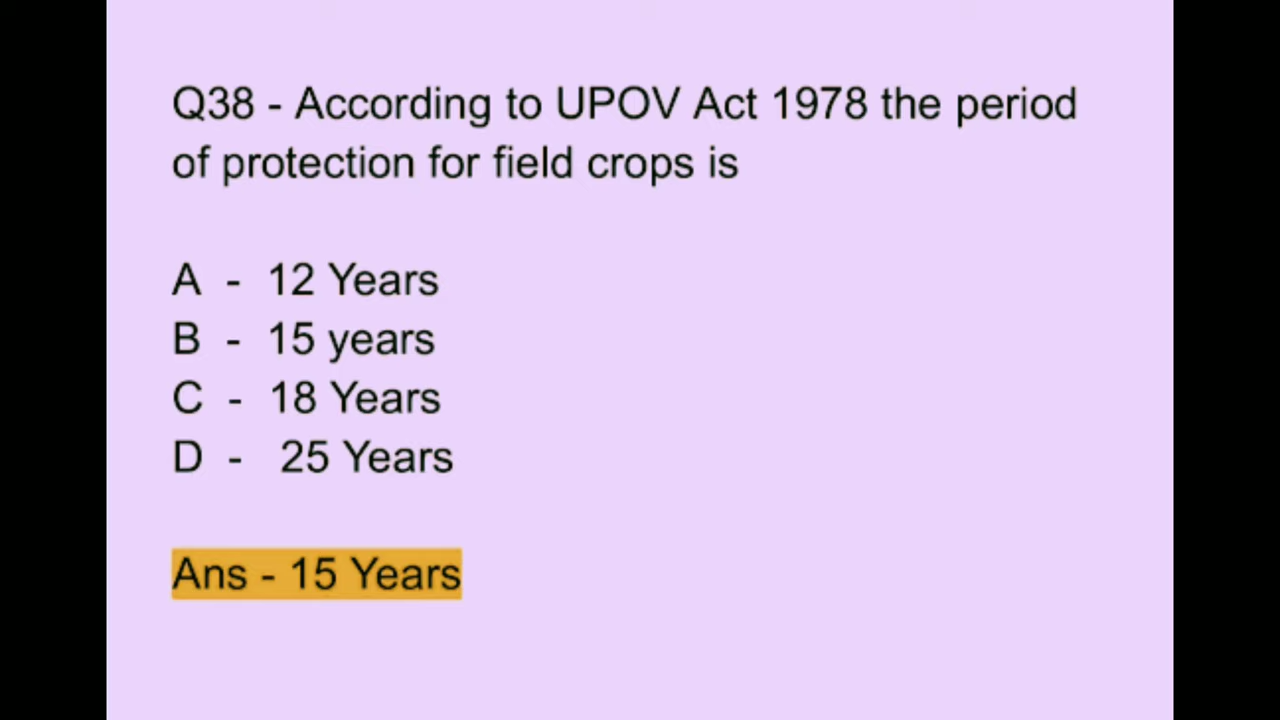 Q38 - According to UPOV Act 1978 the period
of protection for field crops is
A - 12 Years
B - 15 years
C - 18 Years
D - 25 Years
Ans - 15 Years